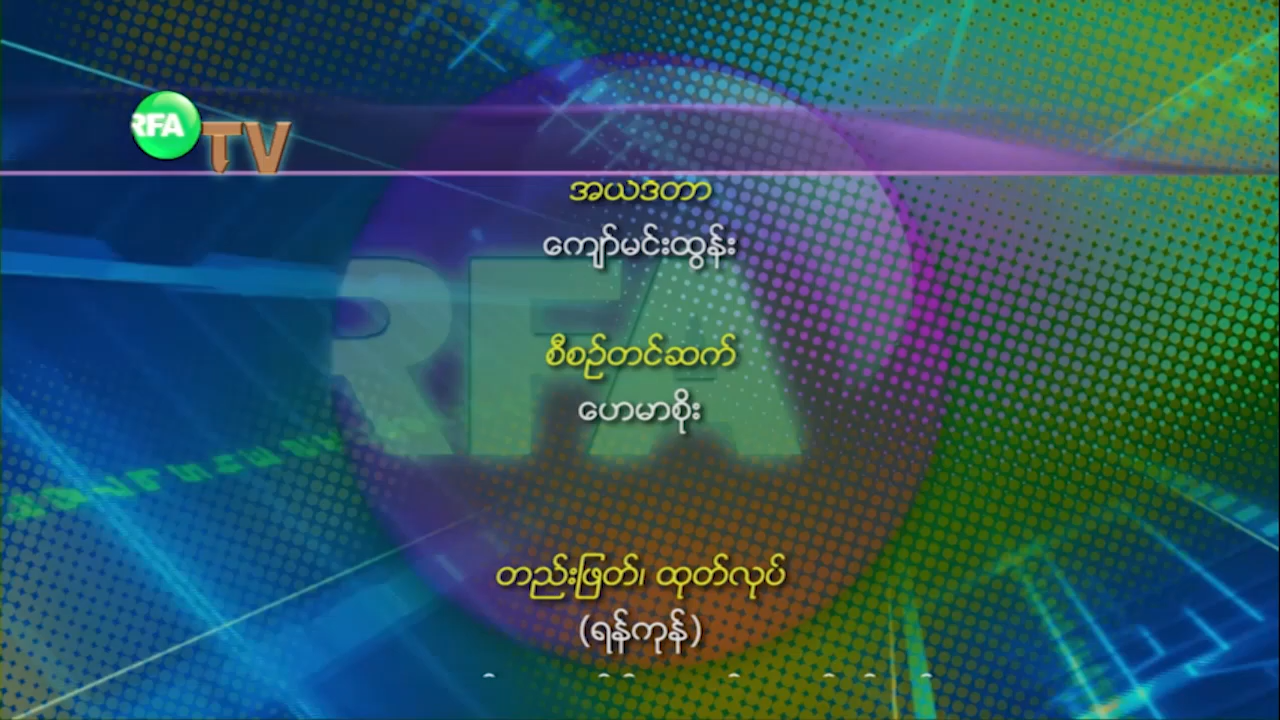 RFA TV
အယ်ဒီတာ
ကျော်မင်းထွန်း
RFA
စီစဉ်တင်ဆက်
ဟေမာစိုး
တည်းဖြတ်၊ ထုတ်လုပ်
(ရန်ကုန်)